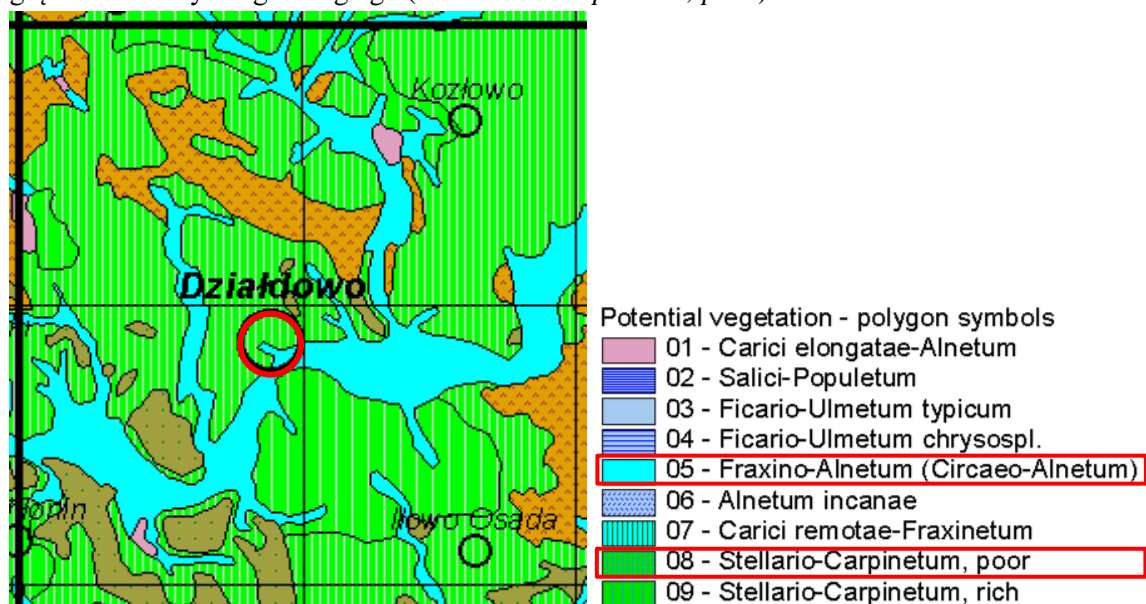 Kozłowo
Działdowo
Iłowo Osada
Potential vegetation - polygon symbols
01 - Carici elongatae-Alnetum
02 - Salici-Populetum
03 - Ficario-Ulmetum typicum
04 - Ficario-Ulmetum chrysospl.
05 - Fraxino-Alnetum (Circaeo-Alnetum)
06 - Alnetum incanae
07 - Carici remotae-Fraxinetum
08 - Stellario-Carpinetum, poor
09 - Stellario-Carpinetum, rich